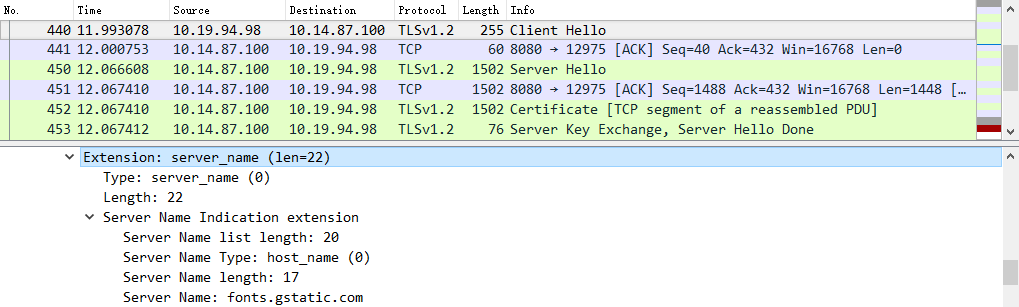 No. Time Source Destination Protocol Length Info
440 11.993078 10.19.94.98 10.14.87.100 TLSv1.2 255 Client Hello
441 12.000753 10.14.87.100 10.19.94.98 TCP 60 8080 → 12975 [ACK] Seq=40 Ack=432 Win=16768 Len=0
450 12.066608 10.14.87.100 10.19.94.98 TLSv1.2 1502 Server Hello
451 12.067410 10.14.87.100 10.19.94.98 TCP 1502 8080 → 12975 [ACK] Seq=1488 Ack=432 Win=16768 Len=1448 […
452 12.067410 10.14.87.100 10.19.94.98 TLSv1.2 1502 Certificate [TCP segment of a reassembled PDU]
453 12.067412 10.14.87.100 10.19.94.98 TLSv1.2 76 Server Key Exchange, Server Hello Done
Extension: server_name (len=22)
Type: server_name (0)
Length: 22
Server Name Indication extension
Server Name list length: 20
Server Name Type: host_name (0)
Server Name length: 17
Server Name: fonts.gstatic.com